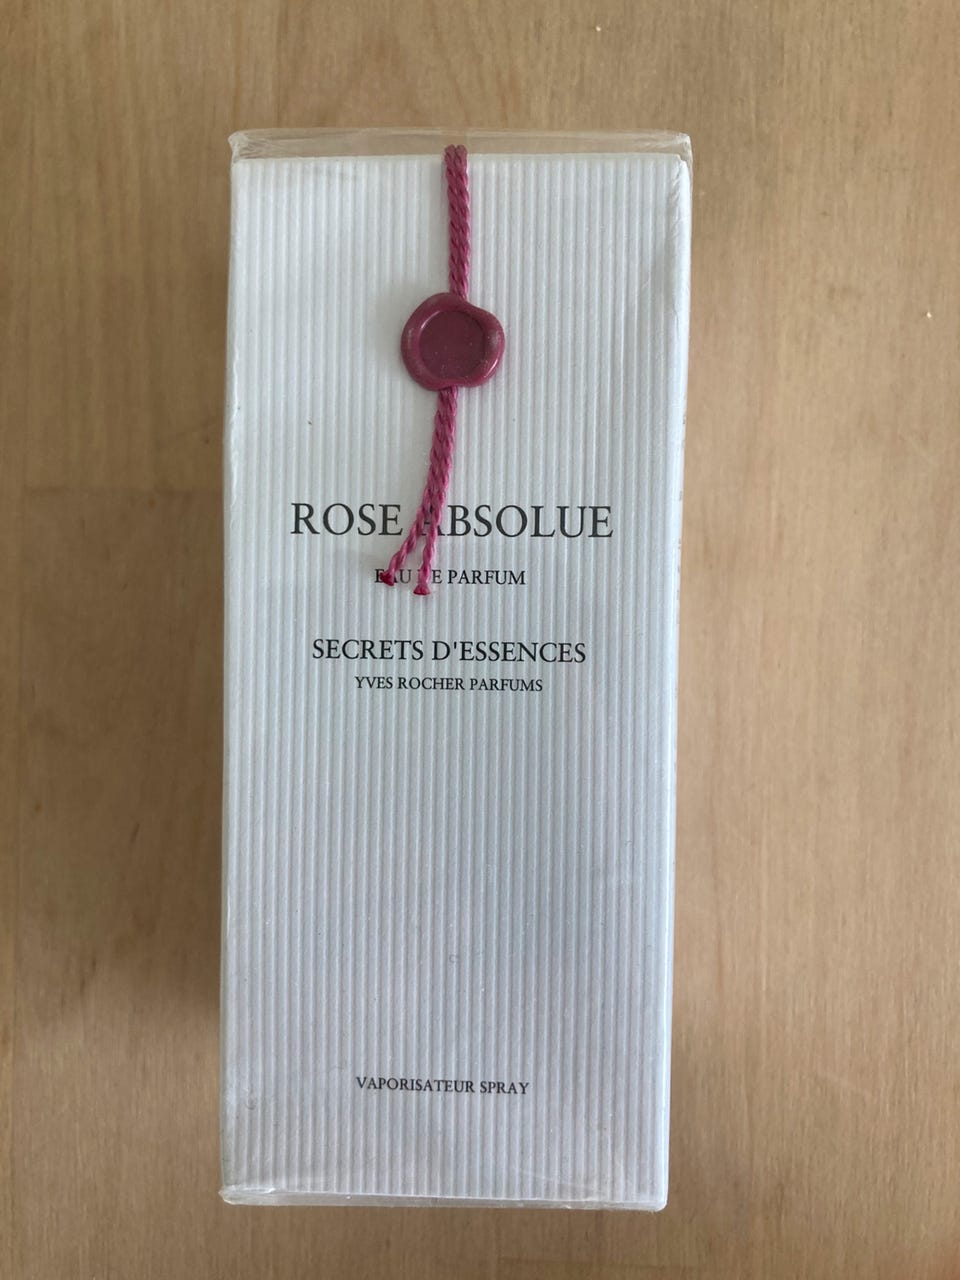 ROSE ABSOLUE
EAU DE PARFUM
SECRETS D'ESSENCES
YVES ROCHER PARFUMS
VAPORISATEUR SPRAY